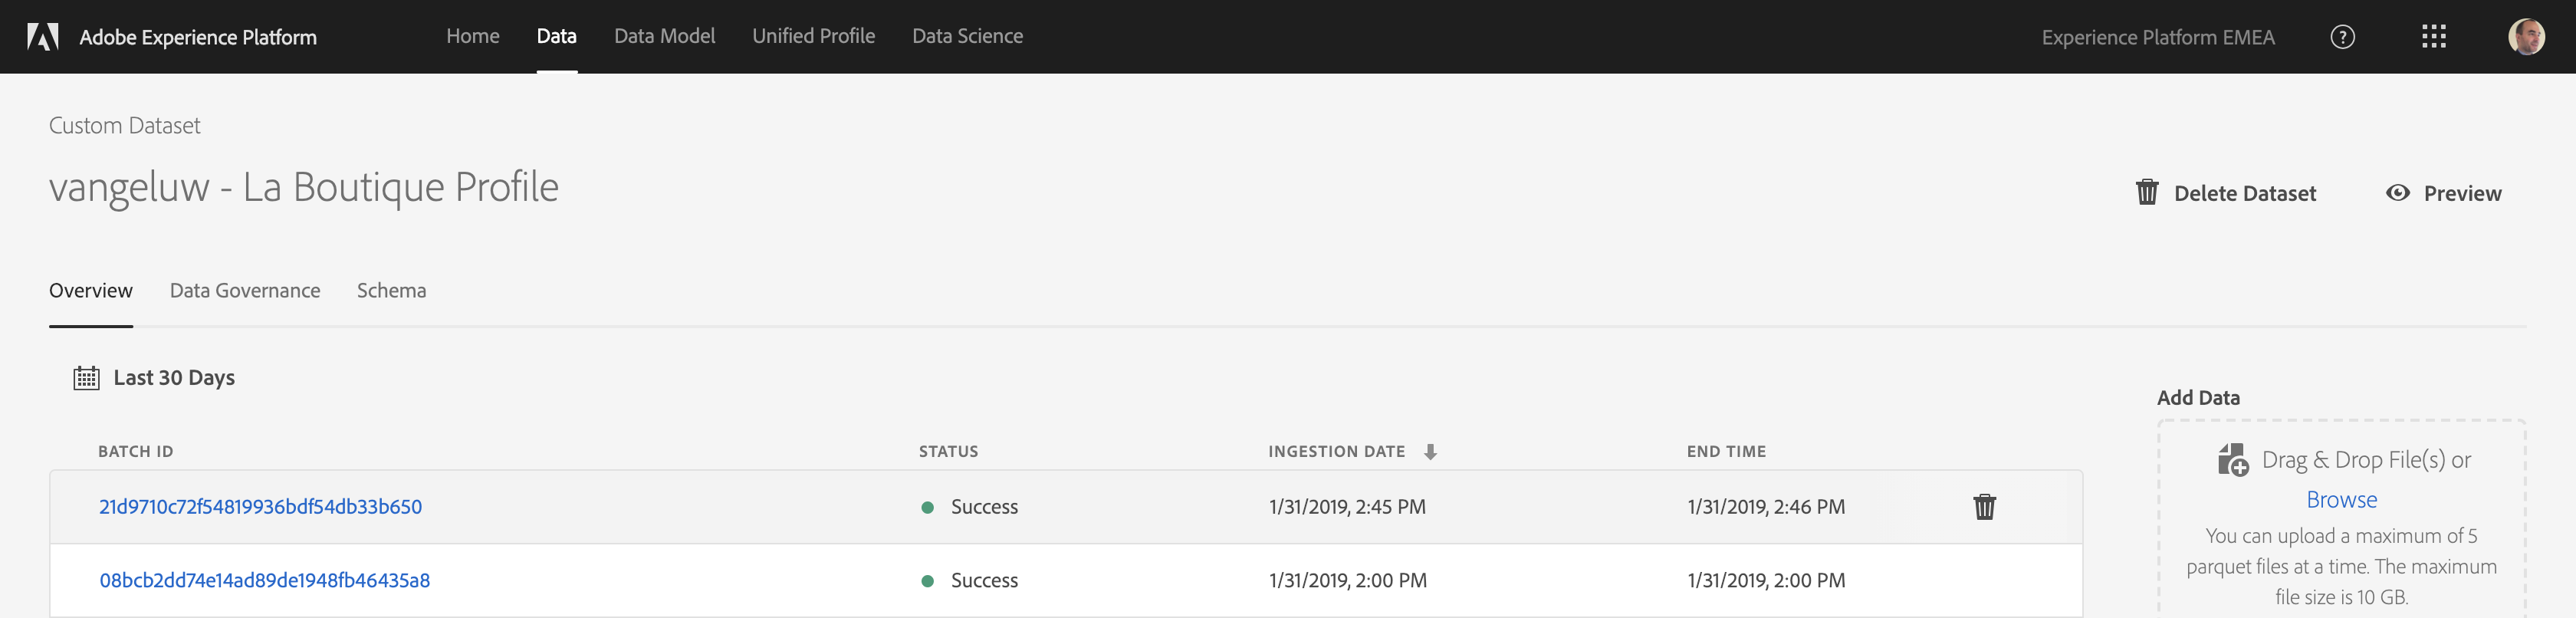 Adobe Experience Platform Home Data Data Model Unified Profile Data Science Experience Platform EMEA ?
Custom Dataset
vangeluw - La Boutique Profile
Delete Dataset Preview
Overview Data Governance Schema
Last 30 Days
Add Data
BATCH ID STATUS INGESTION DATE END TIME
21d9710c72f54819936bdf54db33b650 Success 1/31/2019, 2:45 PM 1/31/2019, 2:46 PM
08bcb2dd74e14ad89de1948fb46435a8 Success 1/31/2019, 2:00 PM 1/31/2019, 2:00 PM
Drag & Drop File(s) or
Browse
You can upload a maximum of 5
parquet files at a time. The maximum
file size is 10 GB.